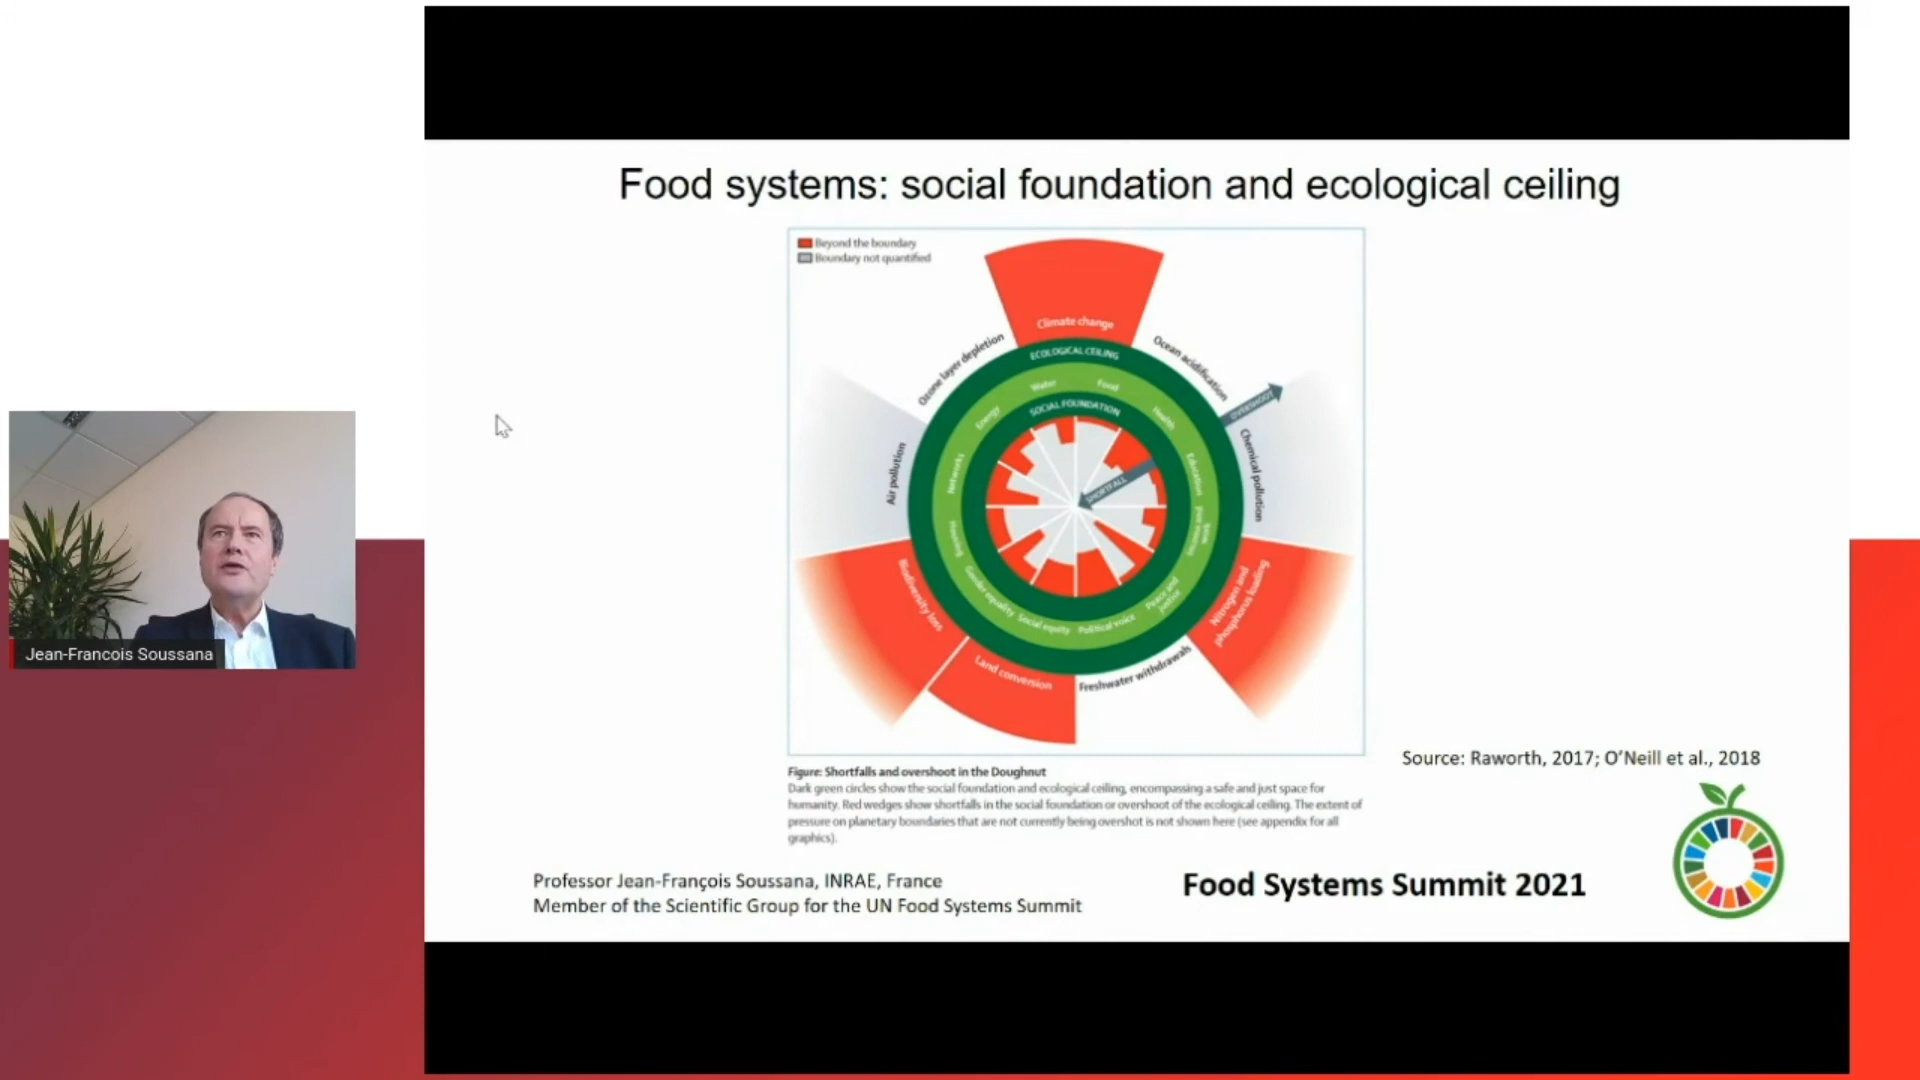 Food systems: social foundation and ecological ceiling
Beyond the boundary
Boundary not quantified
Climate change
Ozone layer depletion
Ocean acidification
ECOLOGICAL CEILING
Water
Food
OVERSHOOT
SOCIAL FOUNDATION
Energy
Health
Air pollution
Networks
Education
Chemical pollution
SHORTFALL
Housing
Income and work
Gender equality
Social equity
Political voice
Peace and
justice
Biodiversity loss
Nitrogen and
phosphorus loading
Land conversion
Freshwater withdrawals
Jean-Francois Soussana
Source: Raworth, 2017; O’Neill et al., 2018
Figure: Shortfalls and overshoot in the Doughnut
Dark green circles show the social foundation and ecological ceiling, encompassing a safe and just space for
humanity. Red wedges show shortfalls in the social foundation or overshoot of the ecological ceiling. The extent of
pressure on planetary boundaries that are not currently being overshot is not shown here (see appendix for all
graphics).
Professor Jean-François Soussana, INRAE, France
Member of the Scientific Group for the UN Food Systems Summit
Food Systems Summit 2021